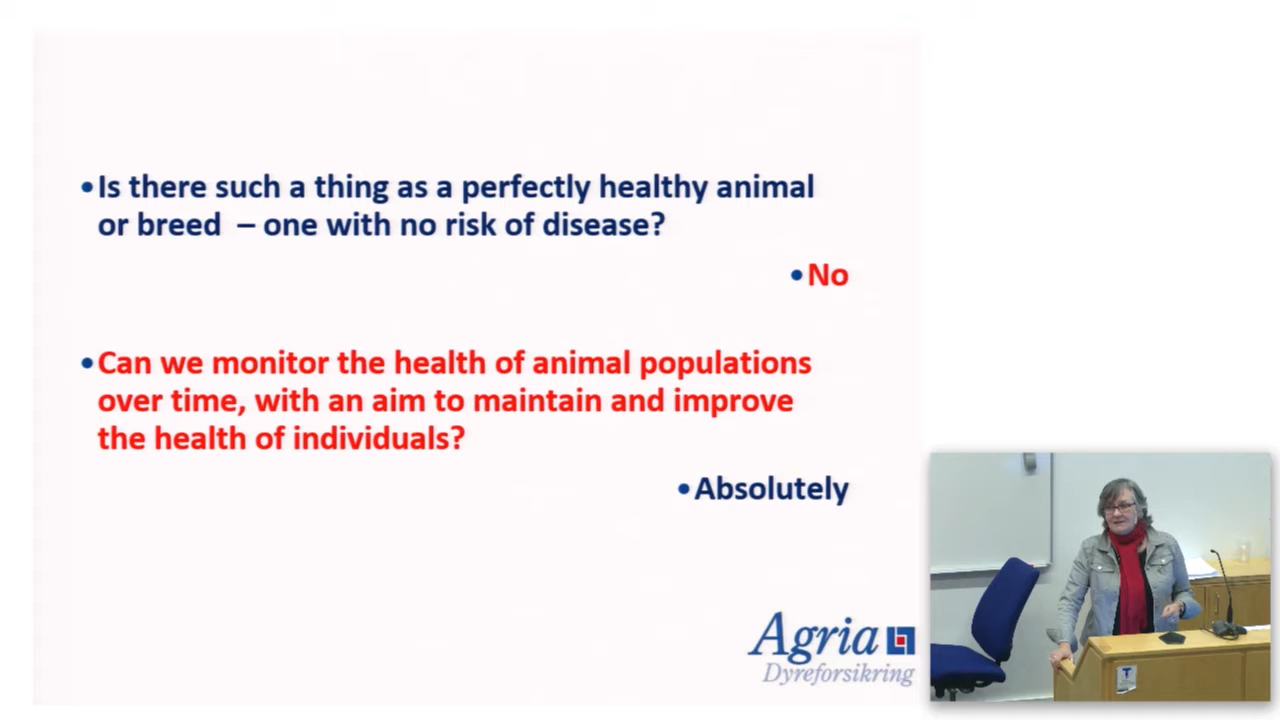 •Is there such a thing as a perfectly healthy animal
or breed – one with no risk of disease?
•No
•Can we monitor the health of animal populations
over time, with an aim to maintain and improve
the health of individuals?
•Absolutely
Agria
Dyreforsikring